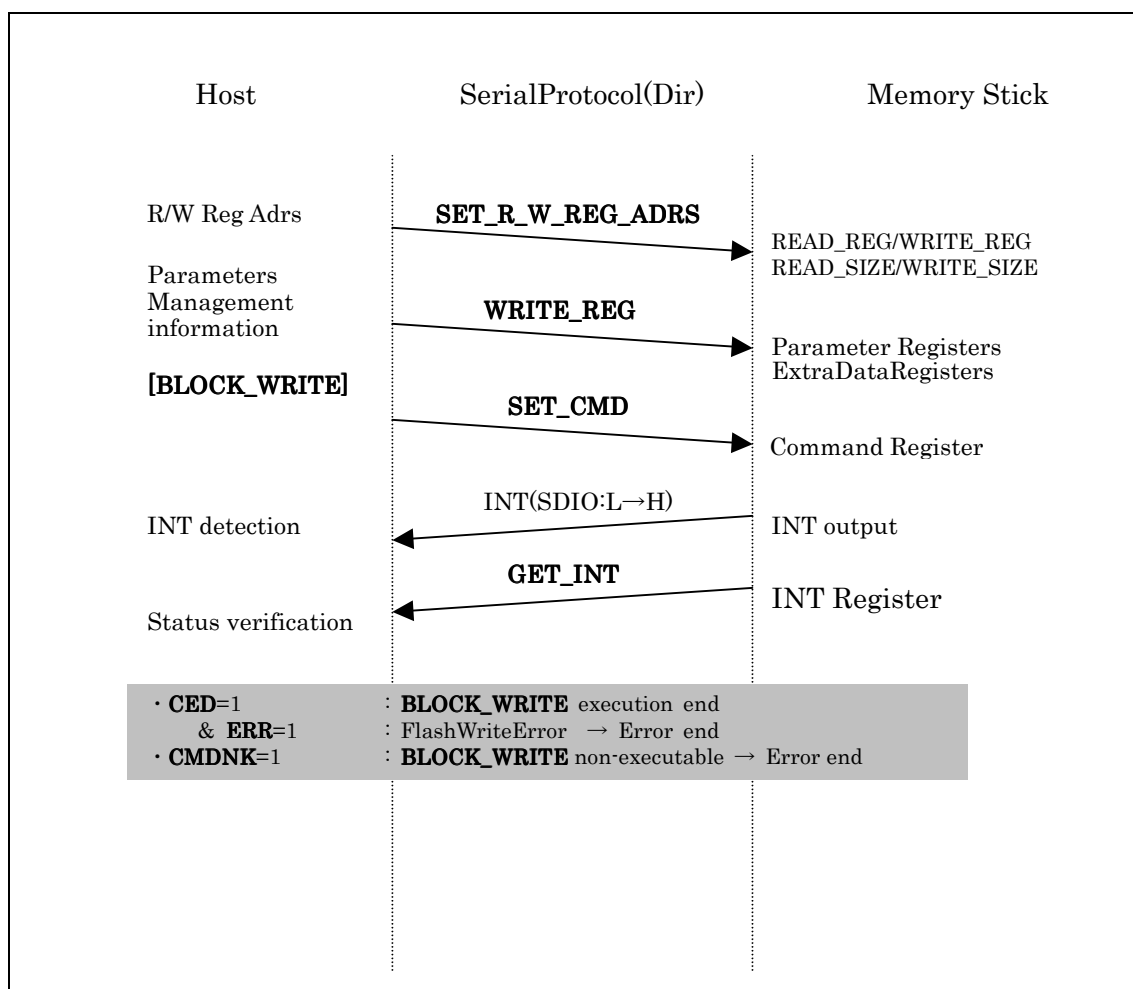 Host SerialProtocol(Dir) Memory Stick
R/W Reg Adrs
SET_R_W_REG_ADRS
READ_REG/WRITE_REG
READ_SIZE/WRITE_SIZE
Parameters
Management
information
WRITE_REG
Parameter Registers
ExtraDataRegisters
[BLOCK_WRITE]
SET_CMD
Command Register
INT(SDIO:L→H)
INT detection
INT output
GET_INT
INT Register
Status verification
・CED=1 : BLOCK_WRITE execution end
& ERR=1 : FlashWriteError → Error end
・CMDNK=1 : BLOCK_WRITE non-executable → Error end